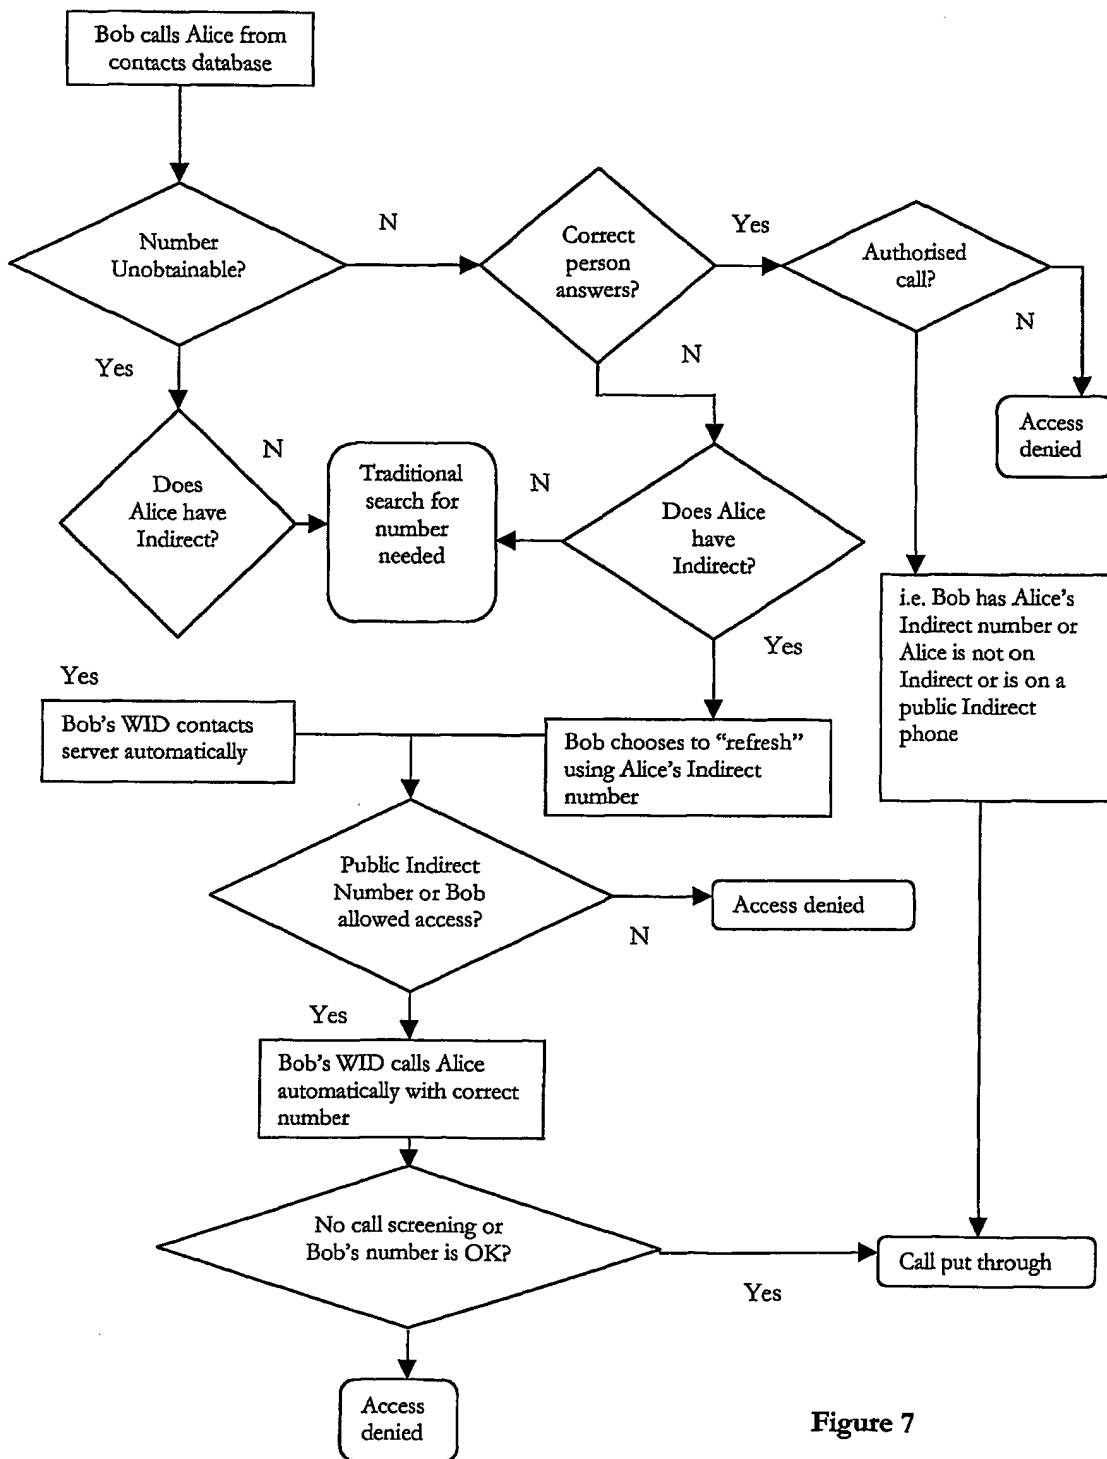 Bob calls Alice from
contacts database
Number
Unobtainable?
N
Correct
person
answers?
Yes
Authorised
call?
N
Access
denied
Yes
N
Does
Alice have
Indirect?
N
Traditional
search for
number
needed
N
Does Alice
have
Indirect?
i.e. Bob has Alice's
Indirect number or
Alice is not on
Indirect or is on a
public Indirect
phone
Yes
Yes
Bob's WID contacts
server automatically
Bob chooses to "refresh"
using Alice's Indirect
number
Public Indirect
Number or Bob
allowed access?
Access denied
N
Yes
Bob's WID calls Alice
automatically with correct
number
No call screening or
Bob's number is OK?
Yes
Call put through
Access
denied
Figure 7